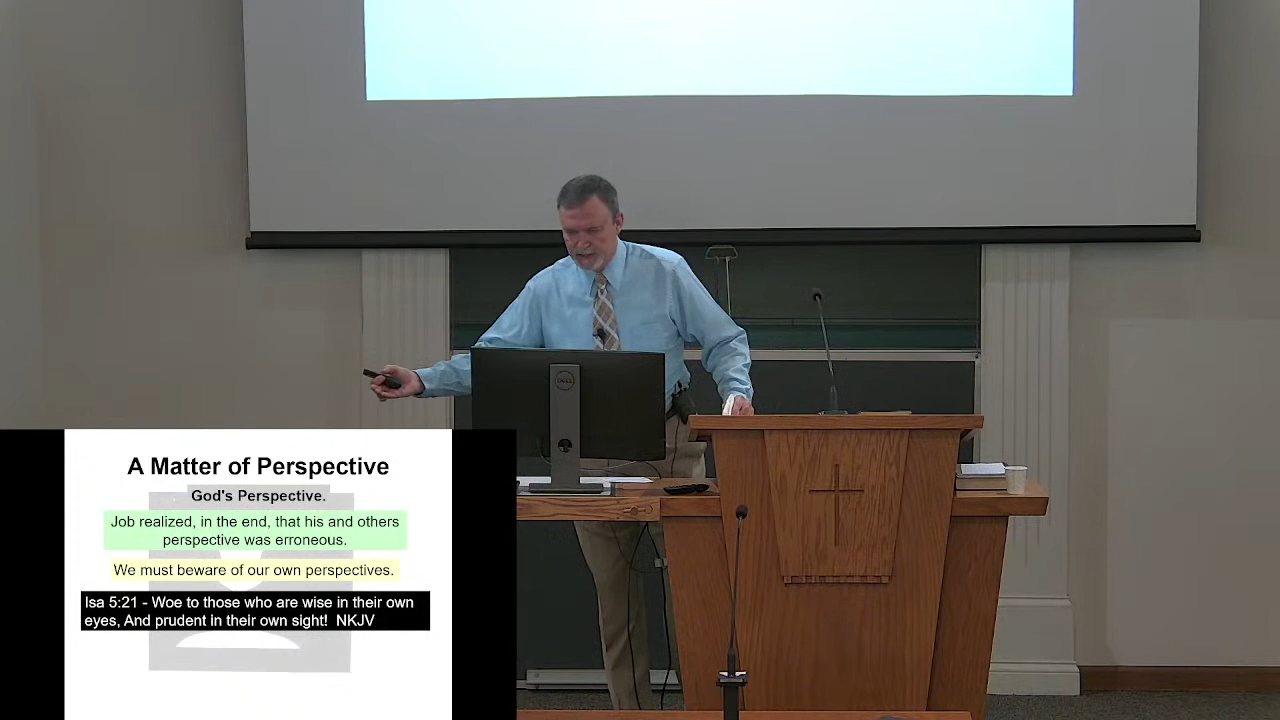 DELL
A Matter of Perspective
God's Perspective.
Job realized, in the end, that his and others
perspective was erroneous.
We must beware of our own perspectives.
Isa 5:21 - Woe to those who are wise in their own
eyes, And prudent in their own sight!  NKJV